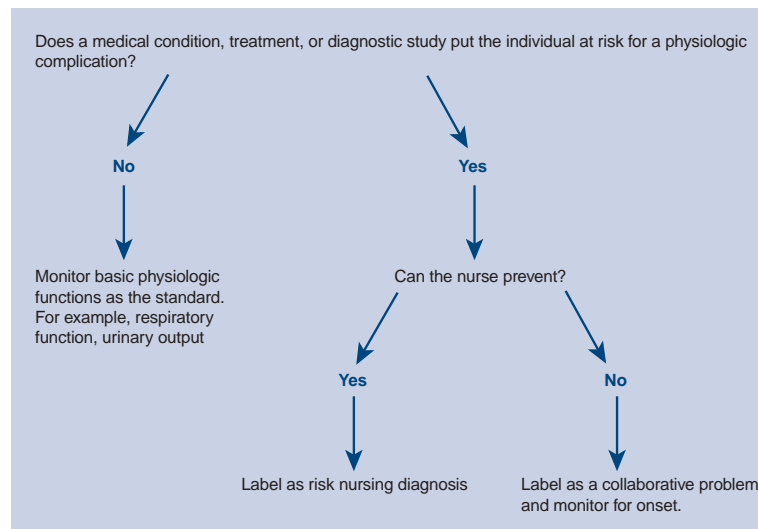 Does a medical condition, treatment, or diagnostic study put the individual at risk for a physiologic
complication?
No
Yes
Monitor basic physiologic
functions as the standard.
For example, respiratory
function, urinary output
Can the nurse prevent?
Yes
No
Label as risk nursing diagnosis
Label as a collaborative problem
and monitor for onset.